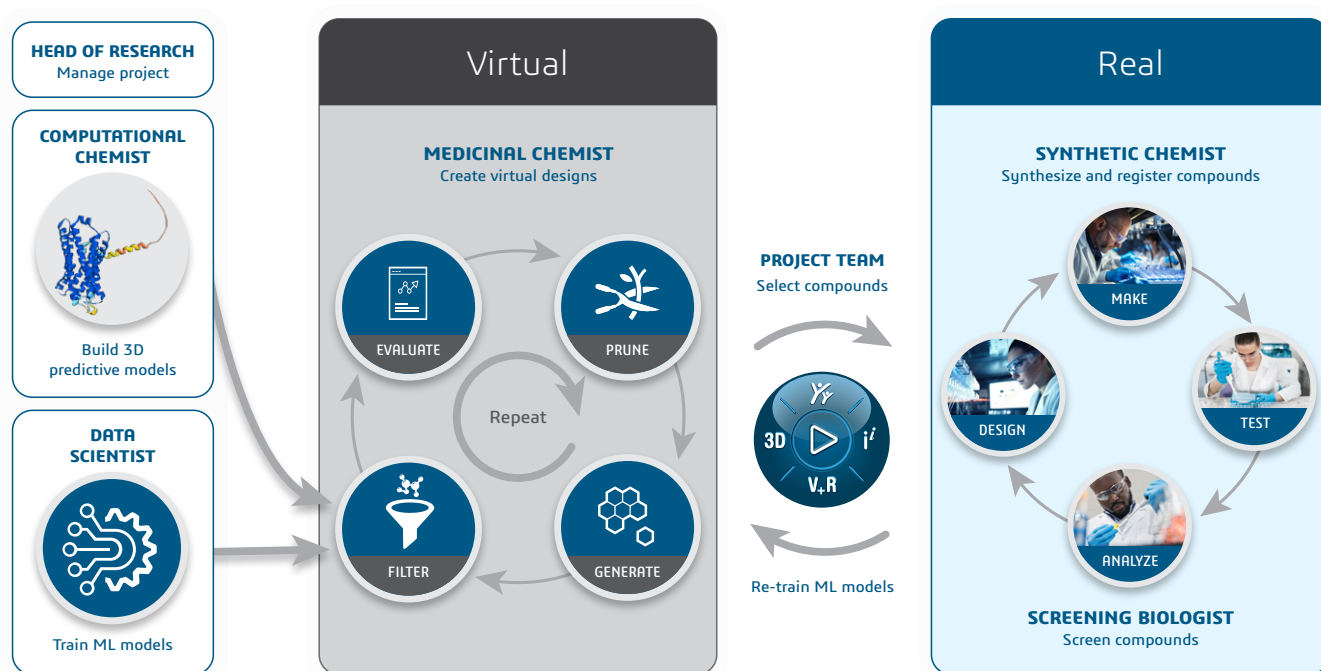 HEAD OF RESEARCH
Manage project
COMPUTATIONAL
CHEMIST
Build 3D
predictive models
DATA
SCIENTIST
Train ML models
Virtual
MEDICINAL CHEMIST
Create virtual designs
EVALUATE
PRUNE
Repeat
FILTER
GENERATE
PROJECT TEAM
Select compounds
3D
i^i
V+R
Re-train ML models
Real
SYNTHETIC CHEMIST
Synthesize and register compounds
MAKE
DESIGN
TEST
ANALYZE
SCREENING BIOLOGIST
Screen compounds